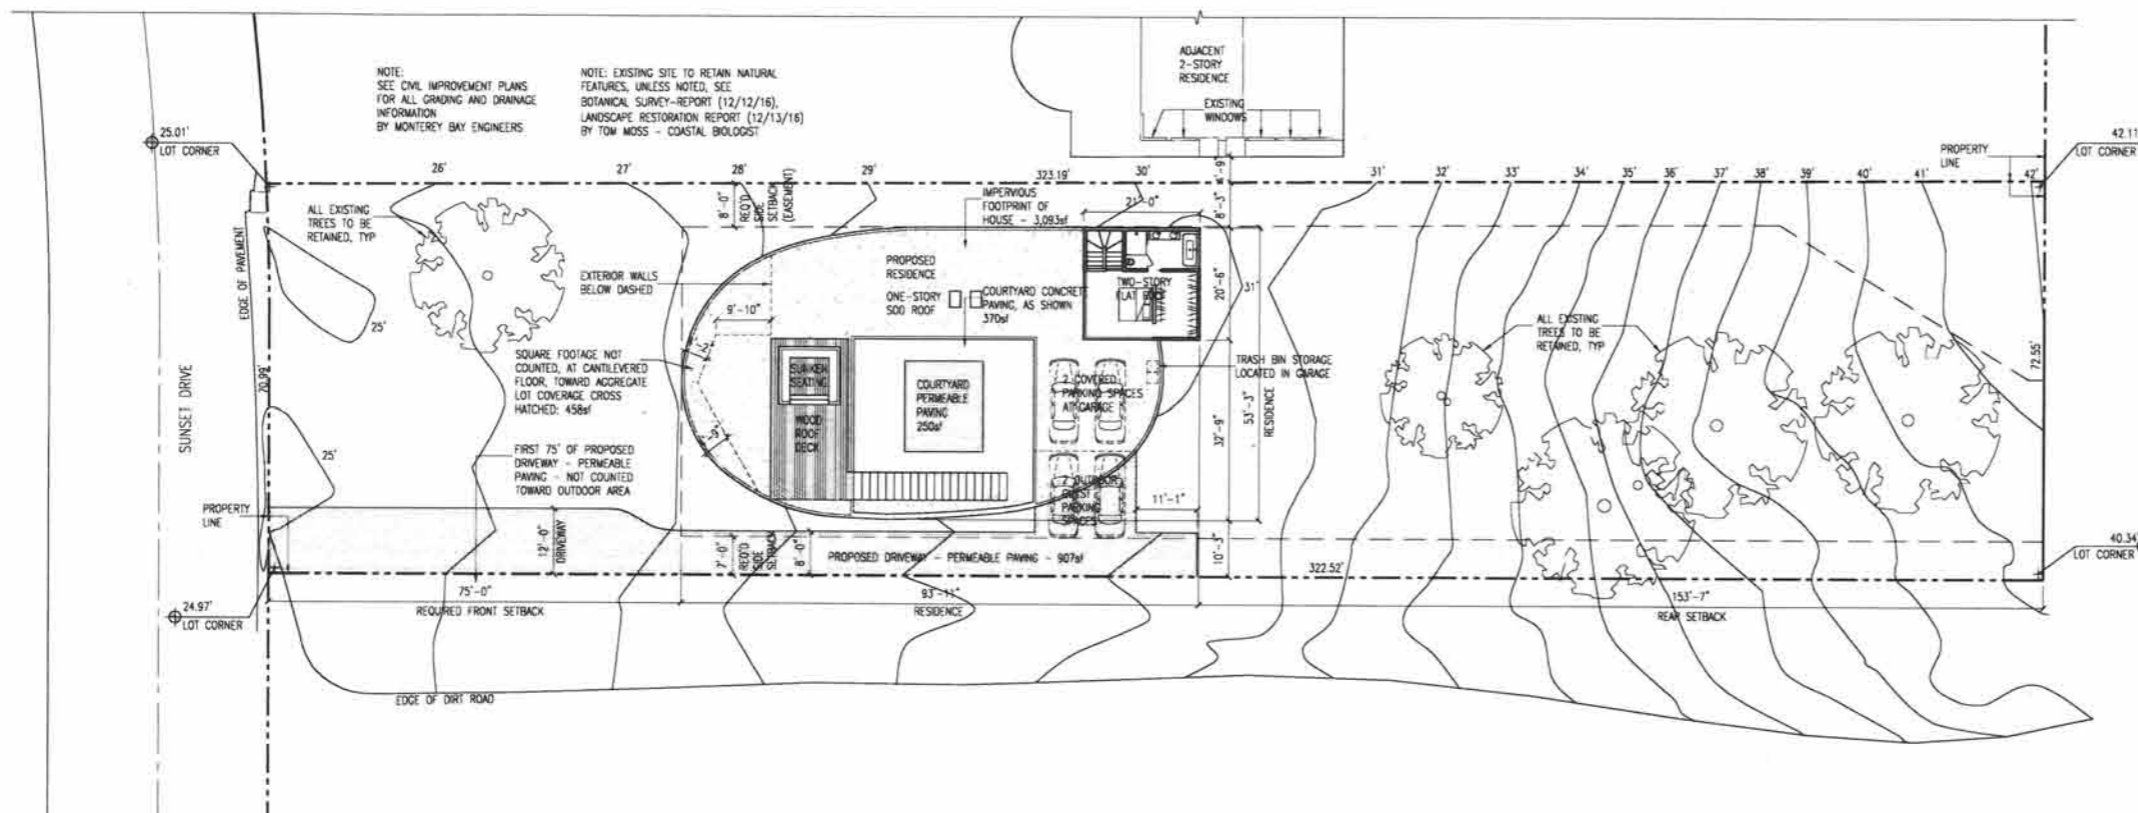 ADJACENT
2-STORY
RESIDENCE
EXISTING
WINDOWS
NOTE:
SEE CIVIL IMPROVEMENT PLANS
FOR ALL GRADING AND DRAINAGE
INFORMATION
BY MONTEREY BAY ENGINEERS
NOTE: EXISTING SITE TO RETAIN NATURAL
FEATURES, UNLESS NOTED, SEE
BOTANICAL SURVEY-REPORT (12/12/16),
LANDSCAPE RESTORATION REPORT (12/13/16)
BY TOM MOSS - COASTAL BIOLOGIST
25.01'
LOT CORNER
42.11
LOT CORNER
PROPERTY
LINE
26'
27'
28'
29'
323.19'
30'
31'
32'
33'
34'
35'
36'
37'
38'
39'
40'
41'
42'
4'-9"
8'-3"
8'-0"
REQ'D
SIDE
SETBACK
(EASEMENT)
IMPERVIOUS
FOOTPRINT OF
HOUSE - 3,093sf
21'-0"
ALL EXISTING
TREES TO BE
RETAINED, TYP
EDGE OF PAVEMENT
EXTERIOR WALLS
BELOW DASHED
PROPOSED
RESIDENCE
ONE-STORY
SOD ROOF
COURTYARD CONCRETE
PAVING, AS SHOWN
370sf
TWO-STORY
FLAT ROOF
20'-6"
31'
9'-10"
25'
SQUARE FOOTAGE NOT
COUNTED, AT CANTILEVERED
FLOOR, TOWARD AGGREGATE
LOT COVERAGE CROSS
HATCHED: 458sf
SUNKEN
SEATING
WOOD
ROOF
DECK
COURTYARD
PERMEABLE
PAVING
250sf
2 COVERED
PARKING SPACES
AT GARAGE
TRASH BIN STORAGE
LOCATED IN GARAGE
ALL EXISTING
TREES TO BE
RETAINED, TYP
72.55'
70.99'
SUNSET DRIVE
32'-9"
53'-3"
RESIDENCE
25'
FIRST 75' OF PROPOSED
DRIVEWAY - PERMEABLE
PAVING - NOT COUNTED
TOWARD OUTDOOR AREA
2 OUTDOOR
GUEST
PARKING
SPACES
11'-1"
PROPERTY
LINE
12'-0"
DRIVEWAY
7'-0"
REQ'D
SIDE
SETBACK
8'-0"
PROPOSED DRIVEWAY - PERMEABLE PAVING - 907sf
10'-3"
322.52'
40.34'
LOT CORNER
24.97'
LOT CORNER
75'-0"
REQUIRED FRONT SETBACK
93'-11"
RESIDENCE
153'-7"
REAR SETBACK
EDGE OF DIRT ROAD